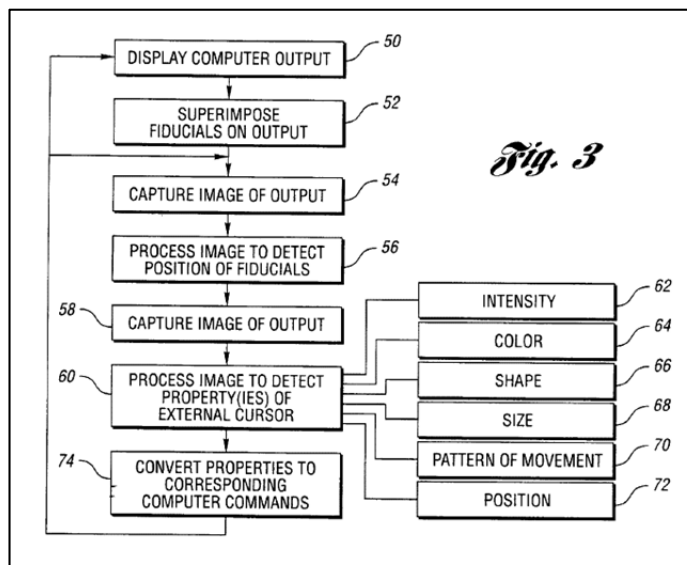 50
DISPLAY COMPUTER OUTPUT
52
SUPERIMPOSE
FIDUCIALS ON OUTPUT
Fig. 3
54
CAPTURE IMAGE OF OUTPUT
56
PROCESS IMAGE TO DETECT
POSITION OF FIDUCIALS
58
CAPTURE IMAGE OF OUTPUT
60
PROCESS IMAGE TO DETECT
PROPERTY(IES) OF
EXTERNAL CURSOR
62
INTENSITY
64
COLOR
66
SHAPE
68
SIZE
70
PATTERN OF MOVEMENT
72
POSITION
74
CONVERT PROPERTIES TO
CORRESPONDING
COMPUTER COMMANDS